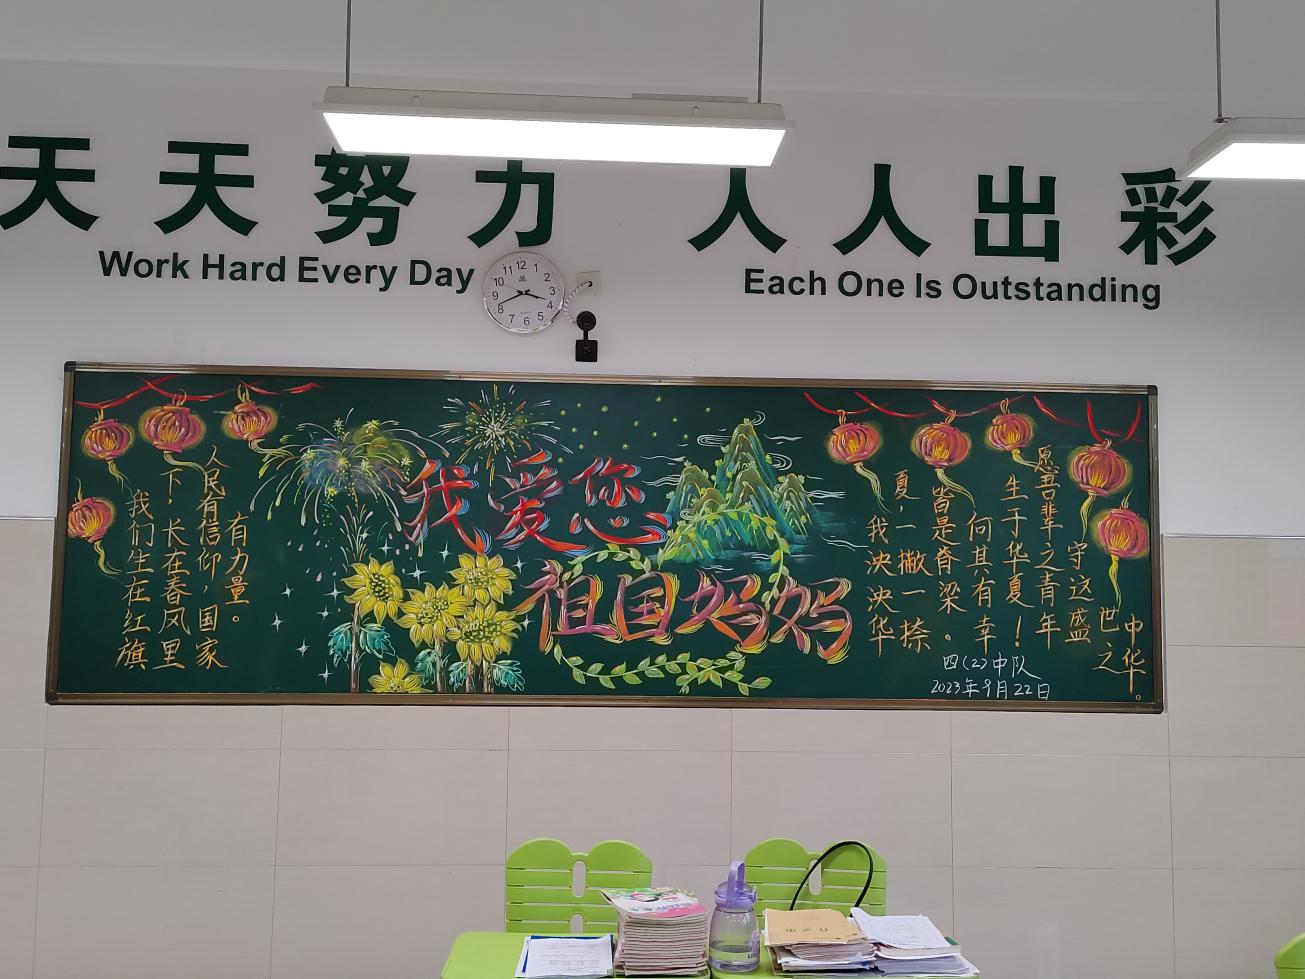 天天努力 人人出彩
Work Hard Every Day
Each One Is Outstanding
我爱您
祖国妈妈
我们生在红旗
下！长在春风里
人民有信仰，国家
有力量。
我泱泱华
夏，一撇一捺
皆是脊梁。
何其有幸
生于华夏！
愿吾辈之青年
守这盛
世之
中华。
四(2)中队
2023年9月22日